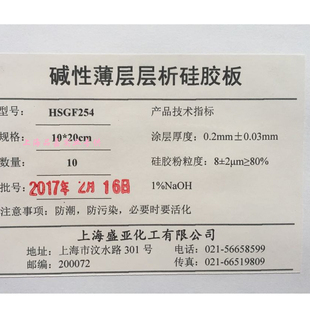 碱性薄层层析硅胶板
型号： HSGF254 产品技术指标
规格： 10*20cm 涂层厚度：0.2mm±0.03mm
数量： 10 硅胶粉粒度：8±2μm≥80%
批号： 2017年 2月 16日 1%NaOH
注意事项：防潮，防污染，必要时要活化
上海盛亚化工有限公司
地址：上海市汶水路 301 号 电话：021-56658599
邮编：200072 传真：021-66519809